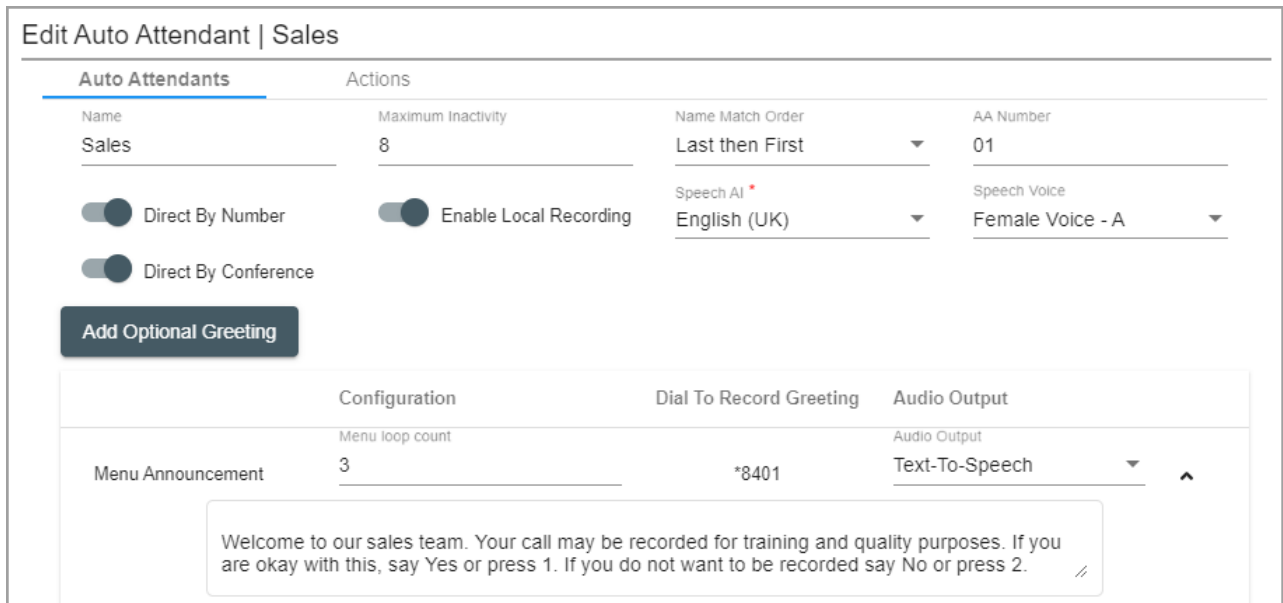 Edit Auto Attendant | Sales
Auto Attendants Actions
Name Maximum Inactivity Name Match Order AA Number
Sales 8 Last then First 01
Direct By Number Enable Local Recording Speech AI * Speech Voice
English (UK) Female Voice - A
Direct By Conference
Add Optional Greeting
Configuration Dial To Record Greeting Audio Output
Menu loop count Audio Output
Menu Announcement 3 *8401 Text-To-Speech
Welcome to our sales team. Your call may be recorded for training and quality purposes. If you
are okay with this, say Yes or press 1. If you do not want to be recorded say No or press 2.